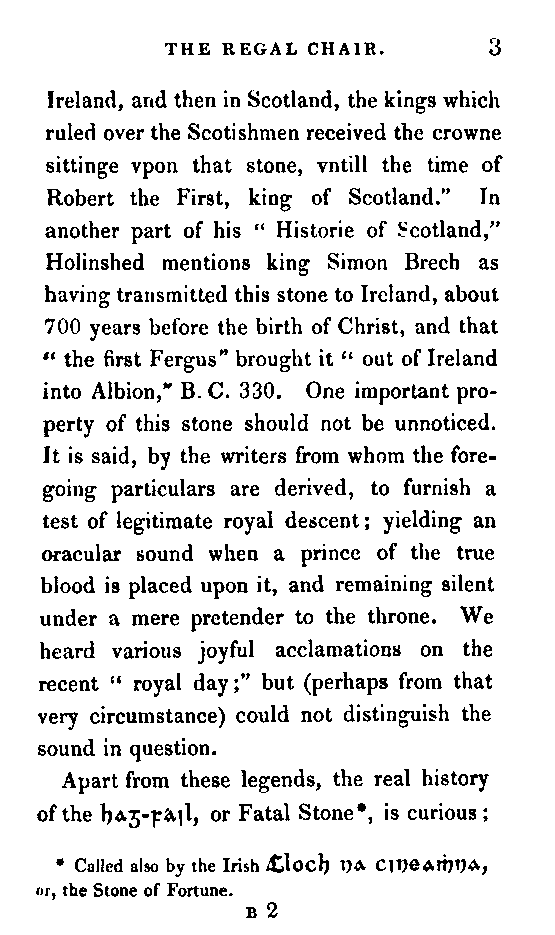 THE REGAL CHAIR. 3
Ireland, and then in Scotland, the kings which
ruled over the Scotishmen received the crowne
sittinge vpon that stone, vntill the time of
Robert the First, king of Scotland." In
another part of his " Historie of Scotland,"
Holinshed mentions king Simon Brech as
having transmitted this stone to Ireland, about
700 years before the birth of Christ, and that
" the first Fergus" brought it " out of Ireland
into Albion," B. C. 330. One important pro-
perty of this stone should not be unnoticed.
It is said, by the writers from whom the fore-
going particulars are derived, to furnish a
test of legitimate royal descent; yielding an
oracular sound when a prince of the true
blood is placed upon it, and remaining silent
under a mere pretender to the throne. We
heard various joyful acclamations on the
recent " royal day;" but (perhaps from that
very circumstance) could not distinguish the
sound in question.
Apart from these legends, the real history
of the hag-fail, or Fatal Stone*, is curious;
* Called also by the Irish Cloch na cineaṁna,
or, the Stone of Fortune.
B 2